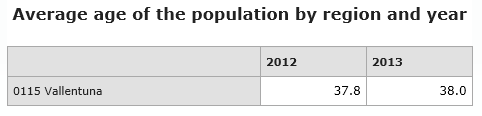 Average age of the population by region and year
2012 2013
0115 Vallentuna 37.8 38.0